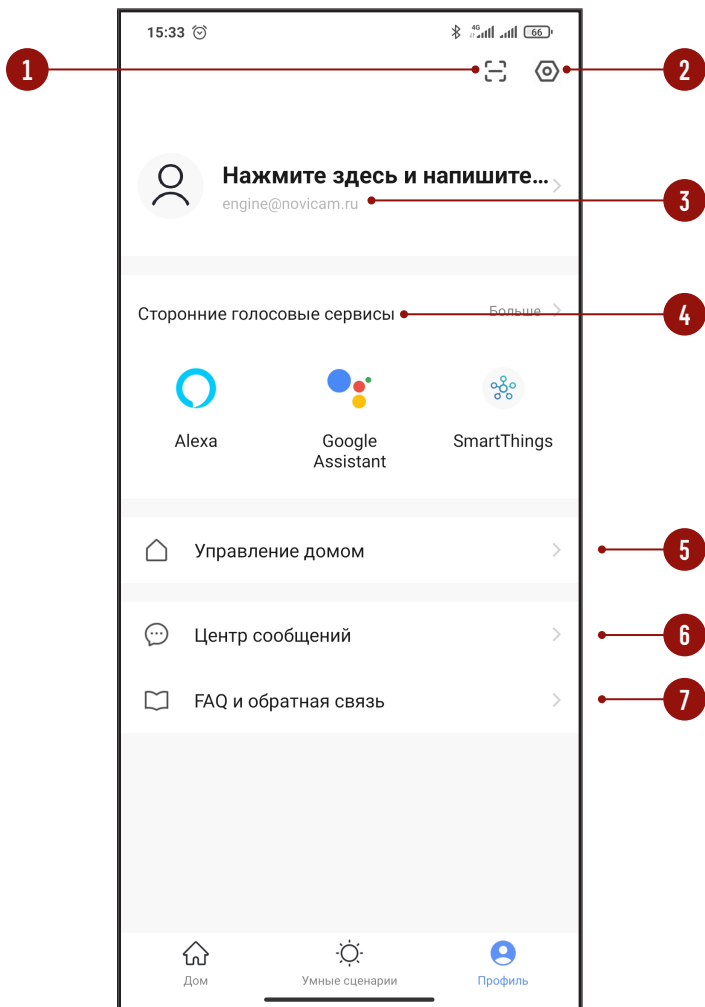 15:33
4G
66
1
2
Нажмите здесь и напишите...
engine@novicam.ru
3
Сторонние голосовые сервисы
Больше
4
Alexa
Google
Assistant
SmartThings
Управление домом
5
Центр сообщений
6
FAQ и обратная связь
7
Дом
Умные сценарии
Профиль